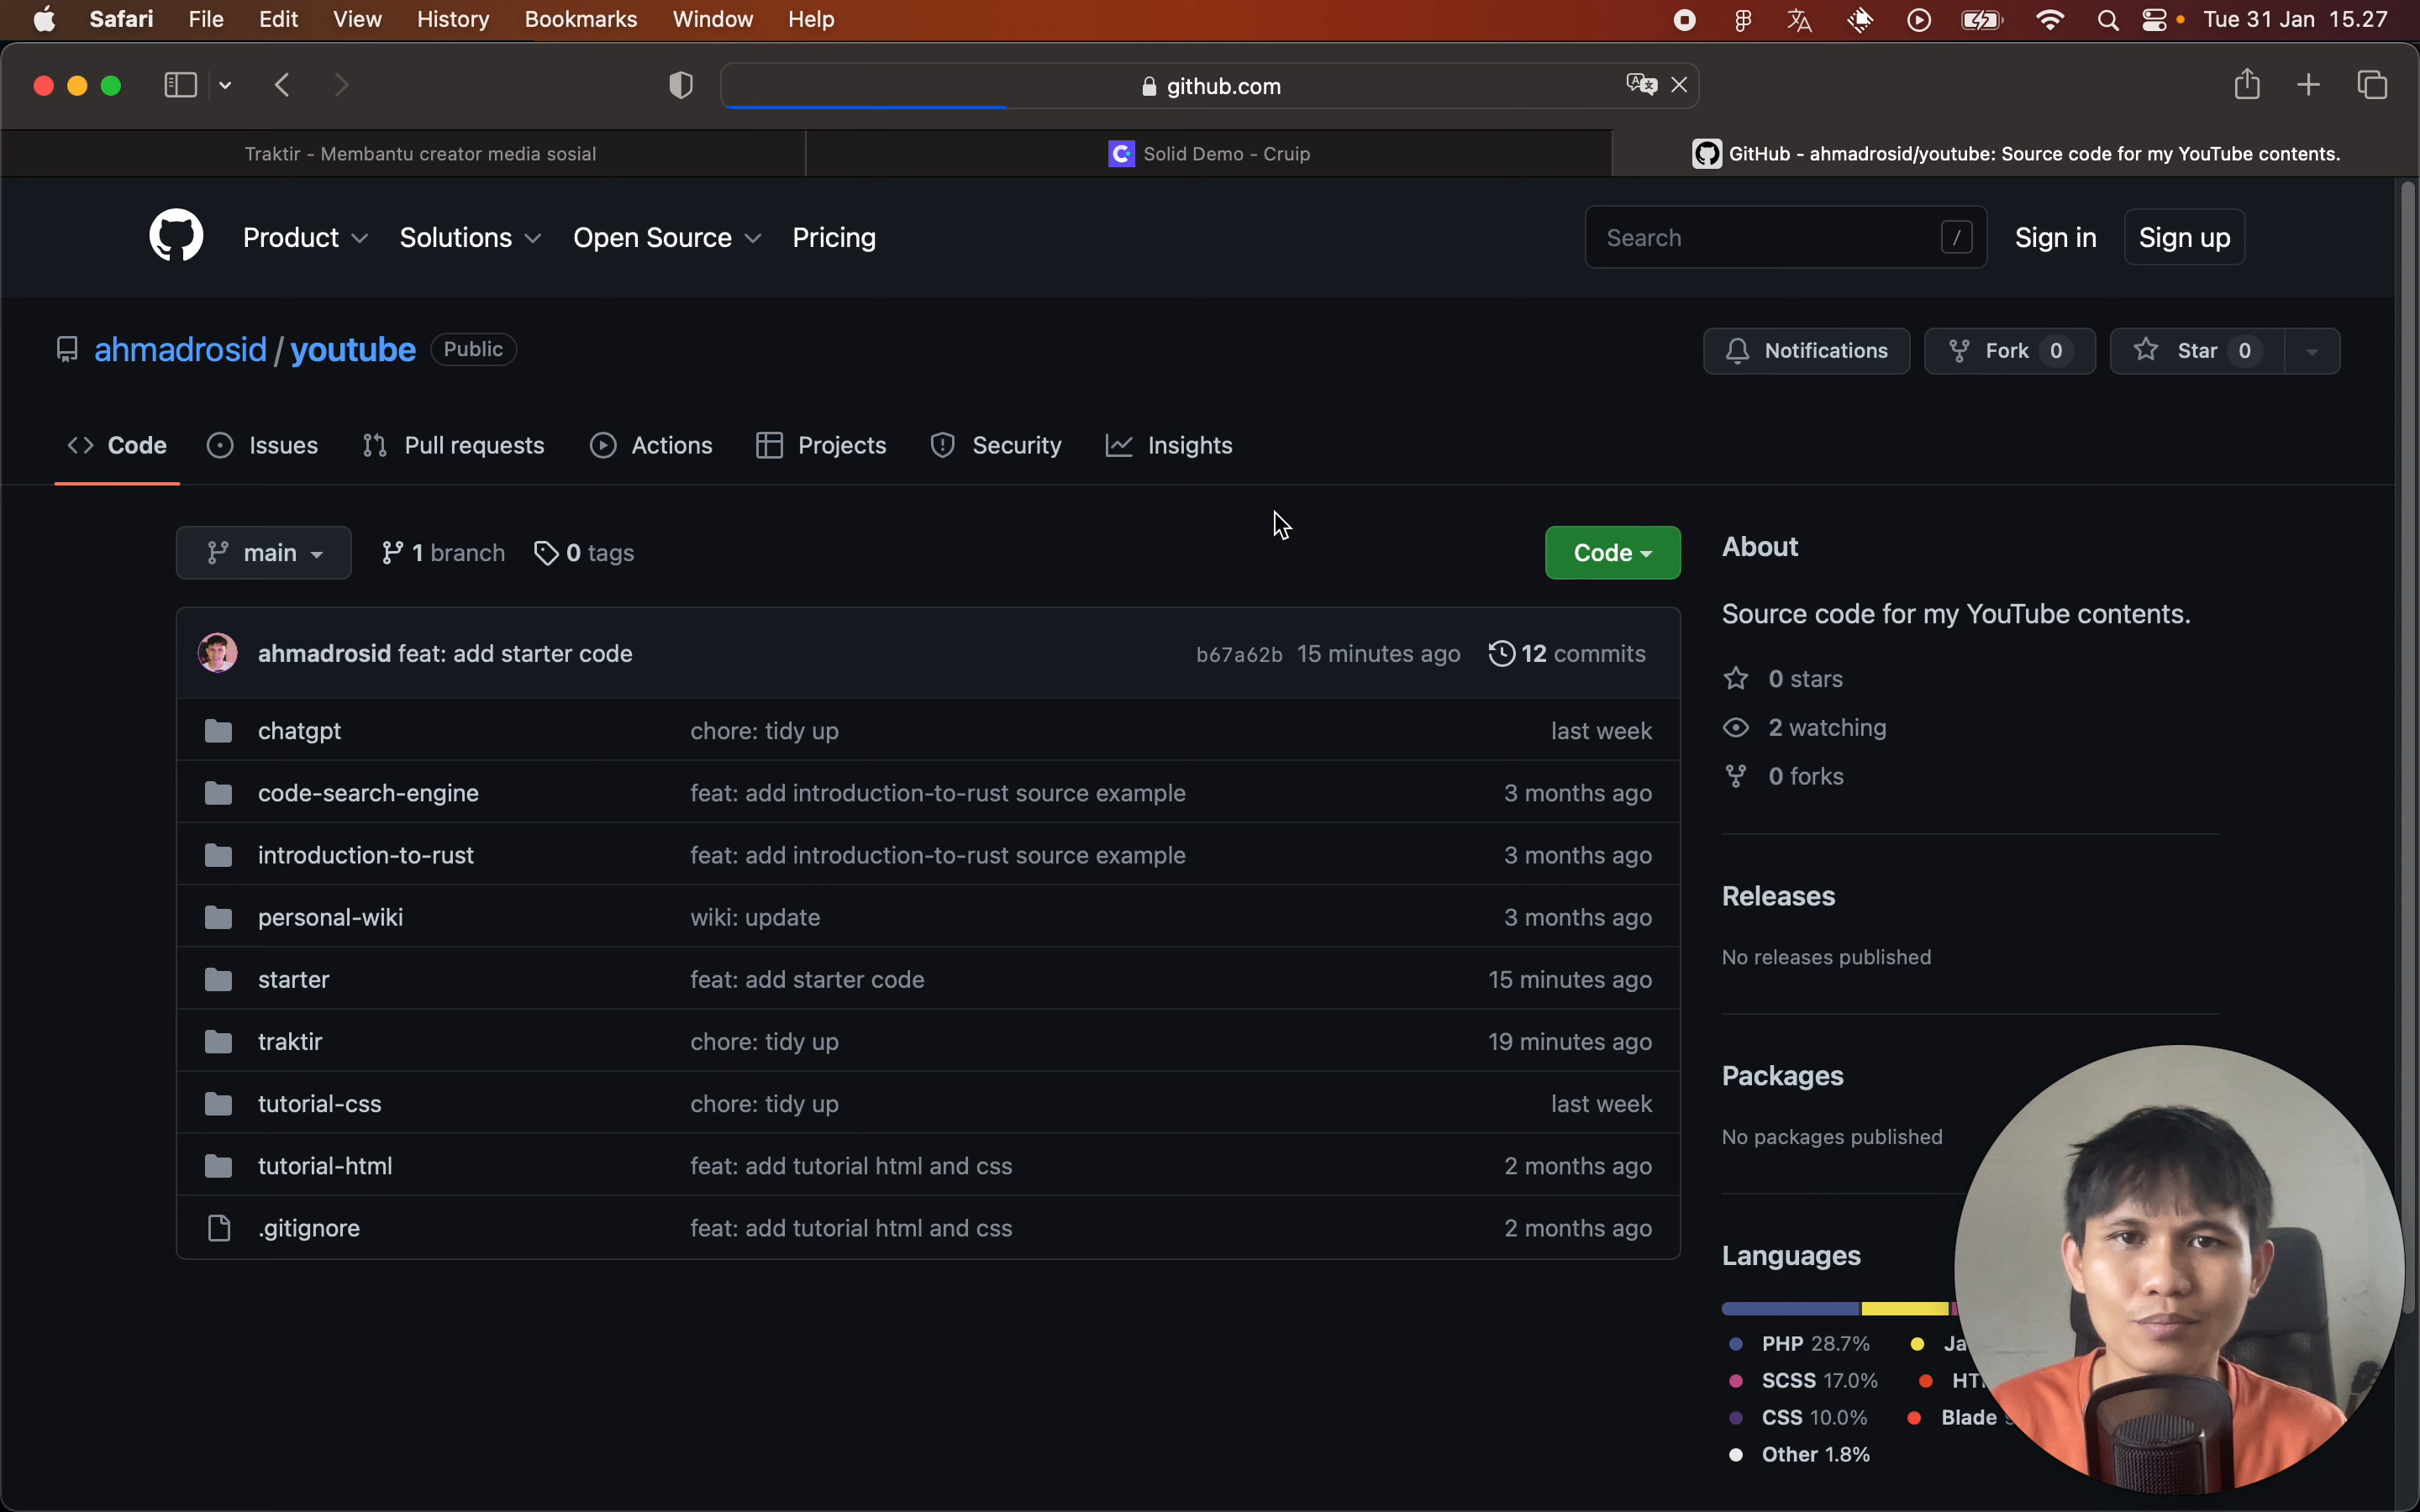 Safari File Edit View History Bookmarks Window Help Tue 31 Jan 15.27
github.com
Traktir - Membantu creator media sosial
Solid Demo - Cruip
GitHub - ahmadrosid/youtube: Source code for my YouTube contents.
Product Solutions Open Source Pricing Search / Sign in Sign up
ahmadrosid / youtube Public Notifications Fork 0 Star 0
Code Issues Pull requests Actions Projects Security Insights
main 1 branch 0 tags Code
ahmadrosid feat: add starter code b67a62b 15 minutes ago 12 commits
chatgpt chore: tidy up last week
code-search-engine feat: add introduction-to-rust source example 3 months ago
introduction-to-rust feat: add introduction-to-rust source example 3 months ago
personal-wiki wiki: update 3 months ago
starter feat: add starter code 15 minutes ago
traktir chore: tidy up 19 minutes ago
tutorial-css chore: tidy up last week
tutorial-html feat: add tutorial html and css 2 months ago
.gitignore feat: add tutorial html and css 2 months ago
About
Source code for my YouTube contents.
0 stars
2 watching
0 forks
Releases
No releases published
Packages
No packages published
Languages
PHP 28.7%
SCSS 17.0%
CSS 10.0% Blade
Other 1.8%